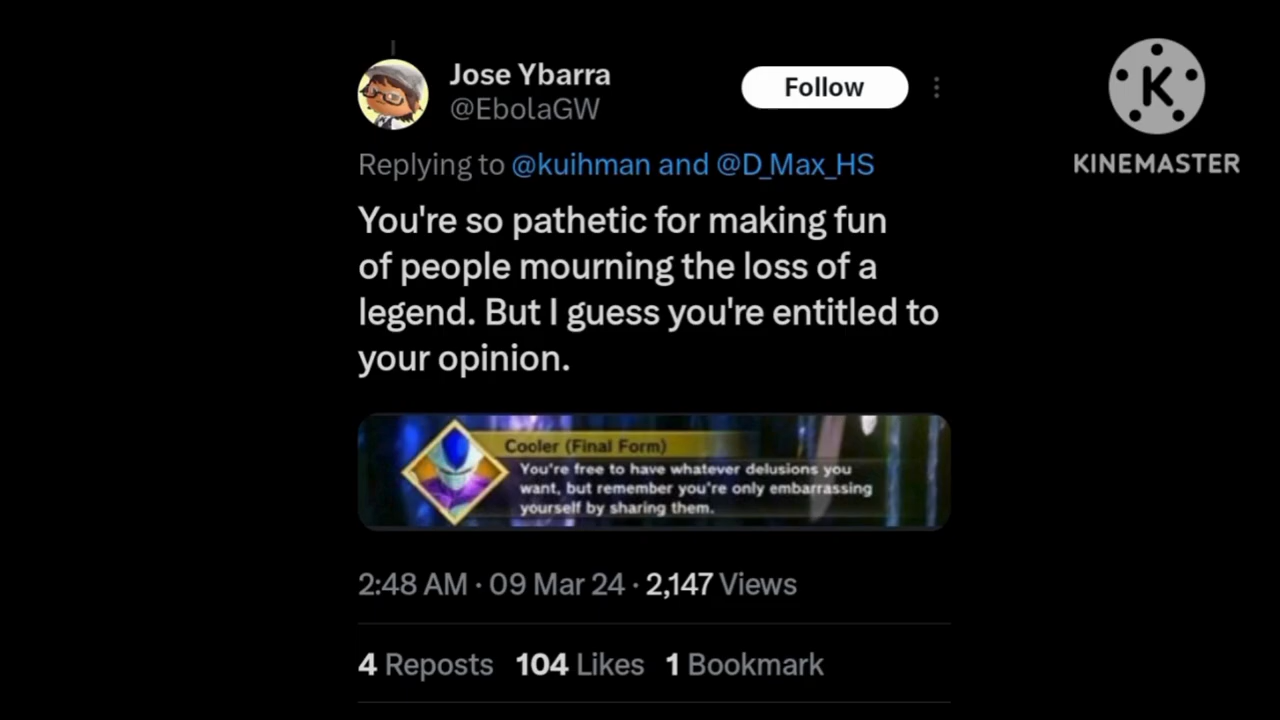 Jose Ybarra
@EbolaGW
Follow
Replying to @kuihman and @D_Max_HS
You're so pathetic for making fun
of people mourning the loss of a
legend. But I guess you're entitled to
your opinion.
Cooler (Final Form)
You're free to have whatever delusions you
want, but remember you're only embarrassing
yourself by sharing them.
2:48 AM · 09 Mar 24 · 2,147 Views
4 Reposts 104 Likes 1 Bookmark
K
KINEMASTER